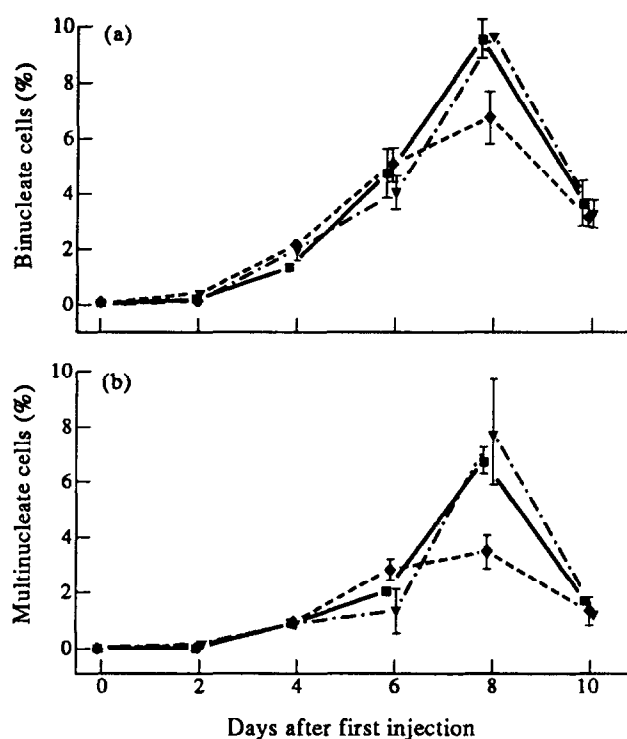 (a)
10
8
6
4
2
0
Binucleate cells (%)
(b)
10
8
6
4
2
0
Multinucleate cells (%)
0 2 4 6 8 10
Days after first injection